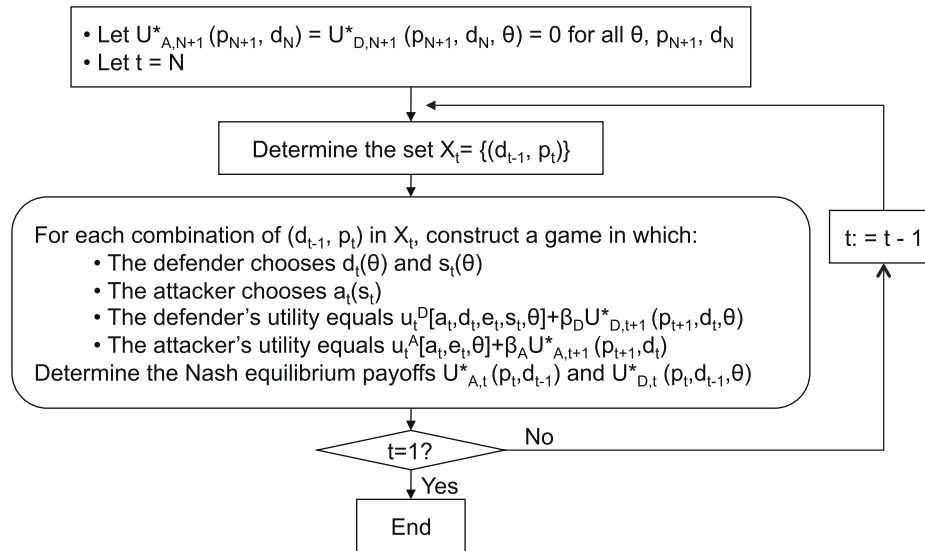 • Let U*A,N+1 (pN+1, dN) = U*D,N+1 (pN+1, dN, θ) = 0 for all θ, pN+1, dN
• Let t = N
Determine the set Xt= {(dt-1, pt)}
For each combination of (dt-1, pt) in Xt, construct a game in which:
• The defender chooses dt(θ) and st(θ)
• The attacker chooses at(st)
• The defender's utility equals utD[at,dt,et,st,θ]+βDU*D,t+1 (pt+1,dt,θ)
• The attacker's utility equals utA[at,et,θ]+βAU*A,t+1 (pt+1,dt)
Determine the Nash equilibrium payoffs U*A,t (pt,dt-1) and U*D,t (pt,dt-1,θ)
t: = t - 1
t=1?
No
Yes
End